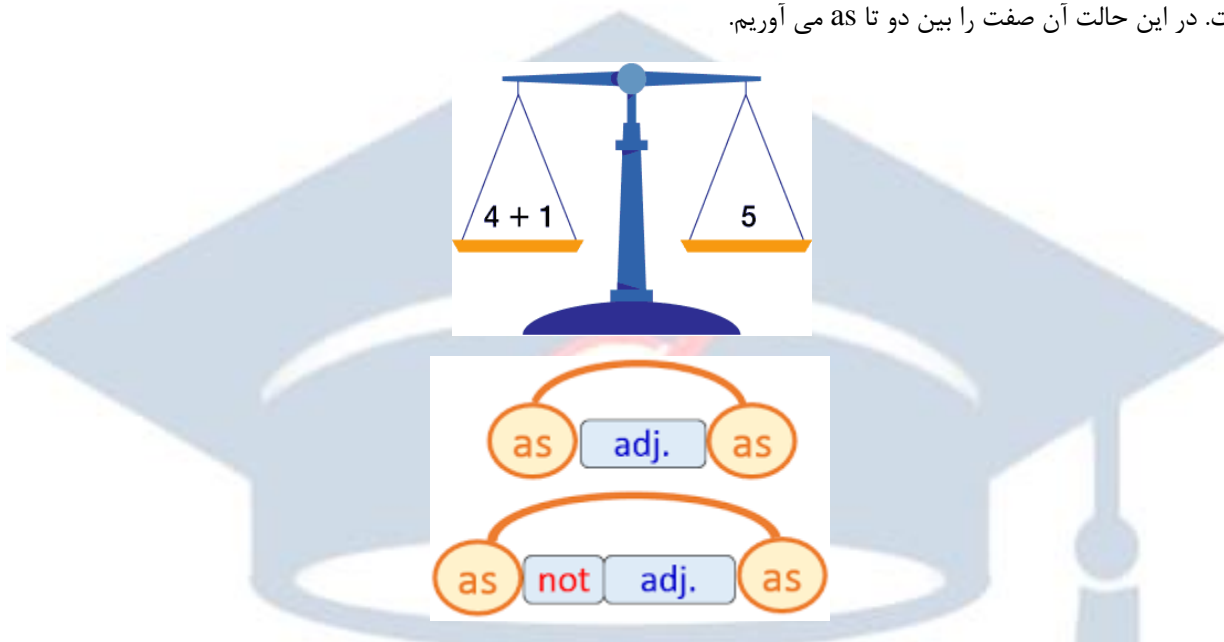 ت. در این حالت آن صفت را بین دو تا as می آوریم.
4 + 1 5
as adj. as
as not adj. as